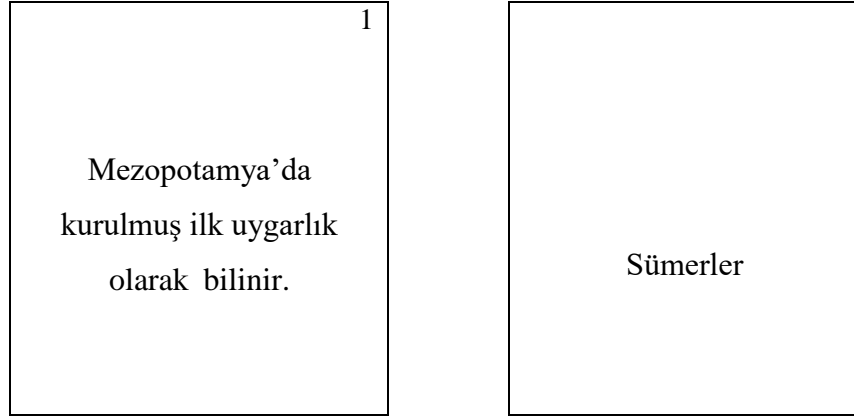 1
Mezopotamya’da
kurulmuş ilk uygarlık
olarak bilinir.
Sümerler